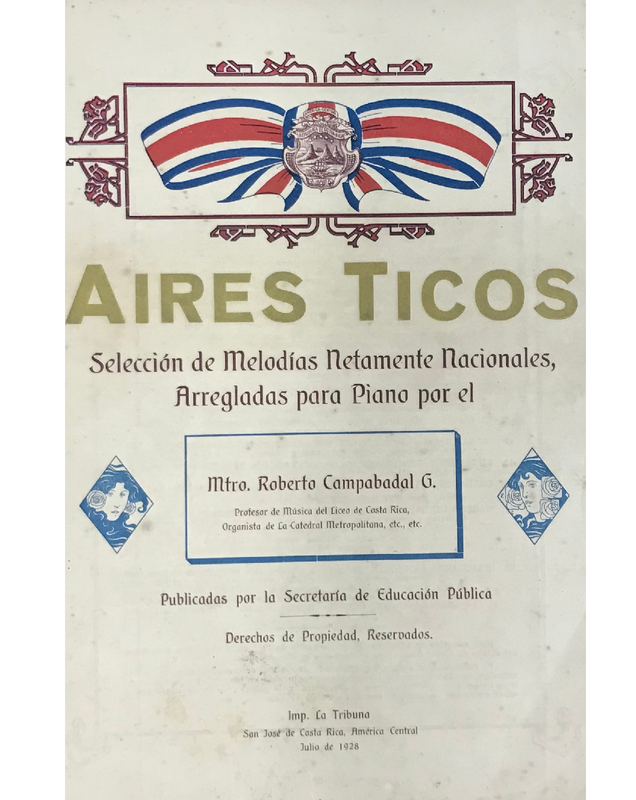 AIRES TICOS
Selección de Melodías Netamente Nacionales,
Arregladas para Piano por el
Mtro. Roberto Campabadal G.
Profesor de Música del Liceo de Costa Rica,
Organista de La Catedral Metropolitana, etc., etc.
Publicadas por la Secretaría de Educación Pública
Derechos de Propiedad, Reservados.
Imp. La Tribuna
San José de Costa Rica, América Central
Julio de 1928